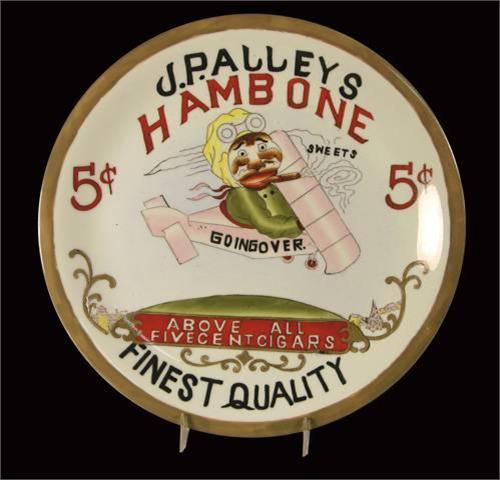 J.P.ALLEYS
HAMBONE
SWEETS
5¢
5¢
GOINGOVER.
ABOVE ALL
FIVECENTCIGARS
FINEST QUALITY